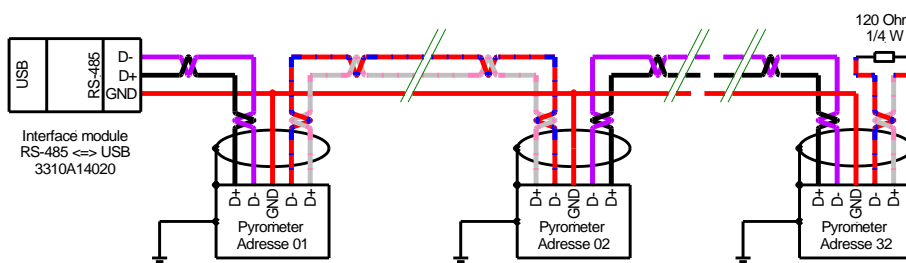 120 Ohm
1/4 W
USB
RS-485
D-
D+
GND
Interface module
RS-485 <=> USB
3310A14020
D+
D-
GND
D-
D+
Pyrometer
Adresse 01
D+
D-
GND
D-
D+
Pyrometer
Adresse 02
D+
D-
GND
D-
D+
Pyrometer
Adresse 32